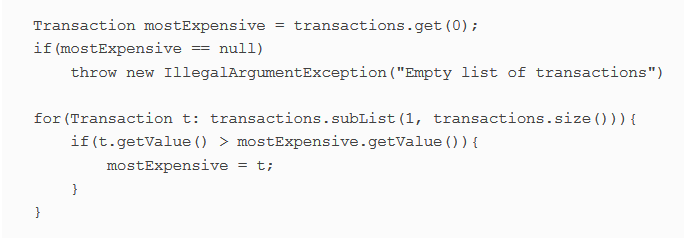 Transaction mostExpensive = transactions.get(0);
if(mostExpensive == null)
    throw new IllegalArgumentException("Empty list of transactions")

for(Transaction t: transactions.subList(1, transactions.size())){
    if(t.getValue() > mostExpensive.getValue()){
        mostExpensive = t;
    }
}